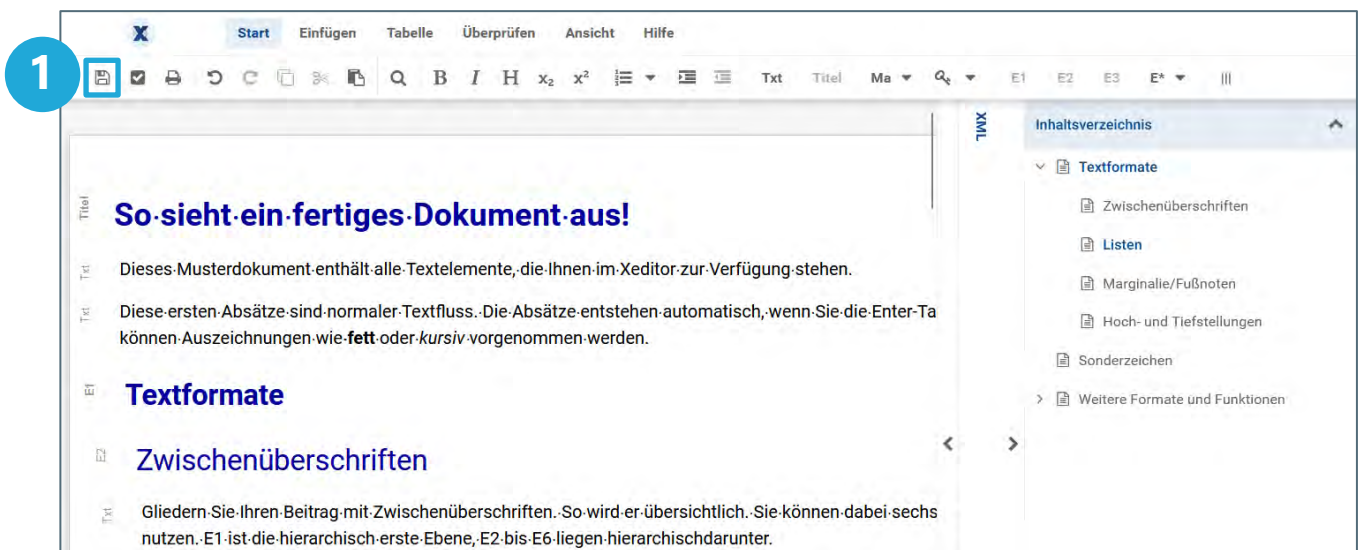 X Start Einfügen Tabelle Überprüfen Ansicht Hilfe
1
B I H x₂ x² Txt Titel Ma E1 E2 E3 E*
XML
Inhaltsverzeichnis
Textformate
Zwischenüberschriften
Listen
Marginalie/Fußnoten
Hoch- und Tiefstellungen
Sonderzeichen
Weitere Formate und Funktionen
Titel So·sieht·ein·fertiges·Dokument·aus!
Txt Dieses·Musterdokument·enthält·alle·Textelemente,·die·Ihnen·im·Xeditor·zur·Verfügung·stehen.
Txt Diese·ersten·Absätze·sind·normaler·Textfluss.·Die·Absätze·entstehen·automatisch,·wenn·Sie·die·Enter-Ta
können·Auszeichnungen·wie·fett·oder·kursiv·vorgenommen·werden.
E1 Textformate
E2 Zwischenüberschriften
Txt Gliedern·Sie·Ihren·Beitrag·mit·Zwischenüberschriften.·So·wird·er·übersichtlich.·Sie·können·dabei·sechs
nutzen.·E1·ist·die·hierarchisch·erste·Ebene,·E2·bis·E6·liegen·hierarchischdarunter.